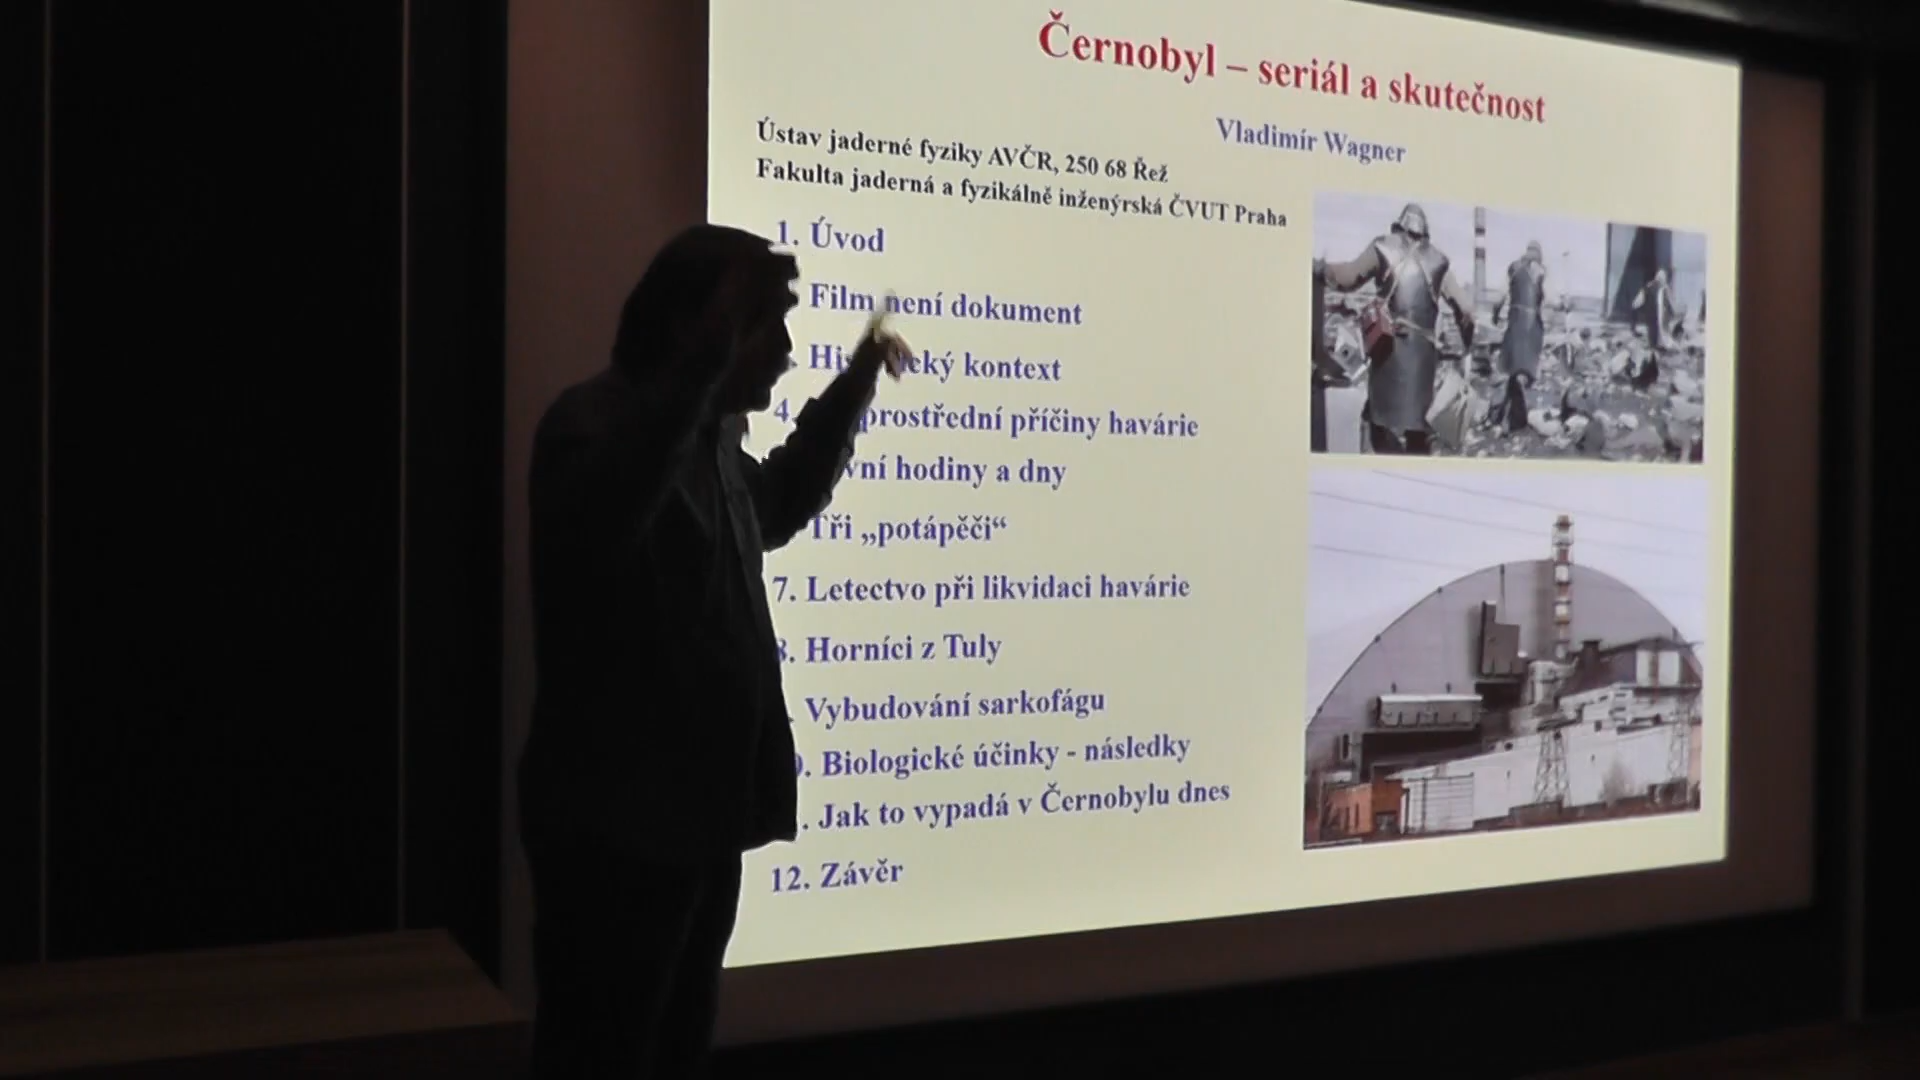 Černobyl – seriál a skutečnost
Vladimír Wagner
Ústav jaderné fyziky AVČR, 250 68 Řež
Fakulta jaderná a fyzikálně inženýrská ČVUT Praha
1. Úvod
Film není dokument
kontext
4. příčiny havárie
hodiny a dny
Tři „potápěči“
7. Letectvo při likvidaci havárie
8. Horníci z Tuly
Vybudování sarkofágu
Biologické účinky - následky
Jak to vypadá v Černobylu dnes
12. Závěr